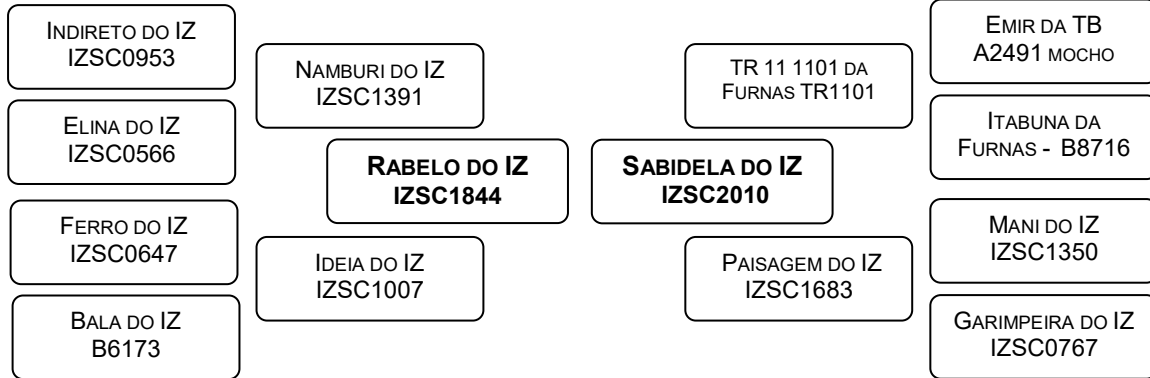 INDIRETO DO IZ
IZSC0953
ELINA DO IZ
IZSC0566
FERRO DO IZ
IZSC0647
BALA DO IZ
B6173
NAMBURI DO IZ
IZSC1391
IDEIA DO IZ
IZSC1007
RABELO DO IZ
IZSC1844
SABIDELA DO IZ
IZSC2010
TR 11 1101 DA
FURNAS TR1101
PAISAGEM DO IZ
IZSC1683
EMIR DA TB
A2491 MOCHO
ITABUNA DA
FURNAS - B8716
MANI DO IZ
IZSC1350
GARIMPEIRA DO IZ
IZSC0767